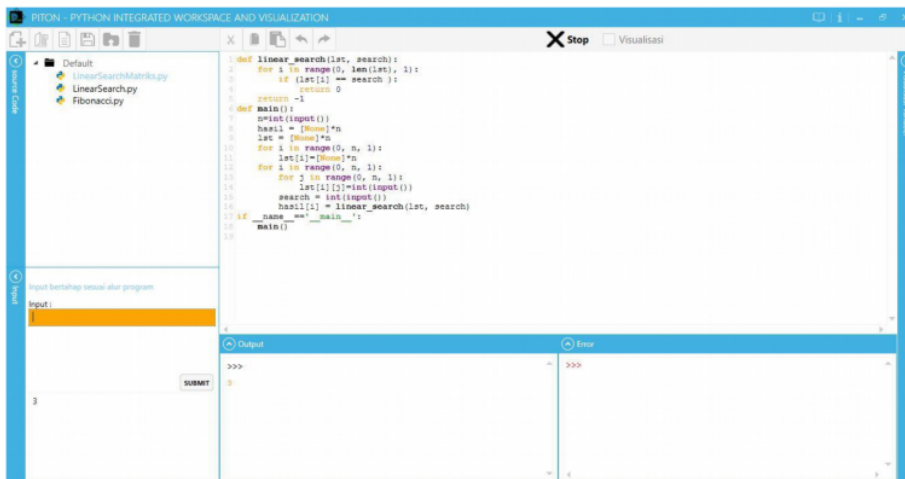 PITON - PYTHON INTEGRATED WORKSPACE AND VISUALIZATION
Stop
Visualisasi
Source Code
Default
LinearSearchMatriks.py
LinearSearch.py
Fibonacci.py
1 def linear_search(lst, search):
2 for i in range(0, len(lst), 1):
3 if (lst[i] == search ):
4 return 0
5 return -1
6 def main():
7 n=int(input())
8 hasil = [None]*n
9 lst = [None]*n
10 for i in range(0, n, 1):
11 lst[i]=[None]*n
12 for i in range(0, n, 1):
13 for j in range(0, n, 1):
14 lst[i][j]=int(input())
15 search = int(input())
16 hasil[i] = linear_search(lst, search)
17 if __name__=='__main__':
18 main()
19
Input
Input bertahap sesuai alur program
Input :
SUBMIT
3
Output
>>>
3
Error
>>>